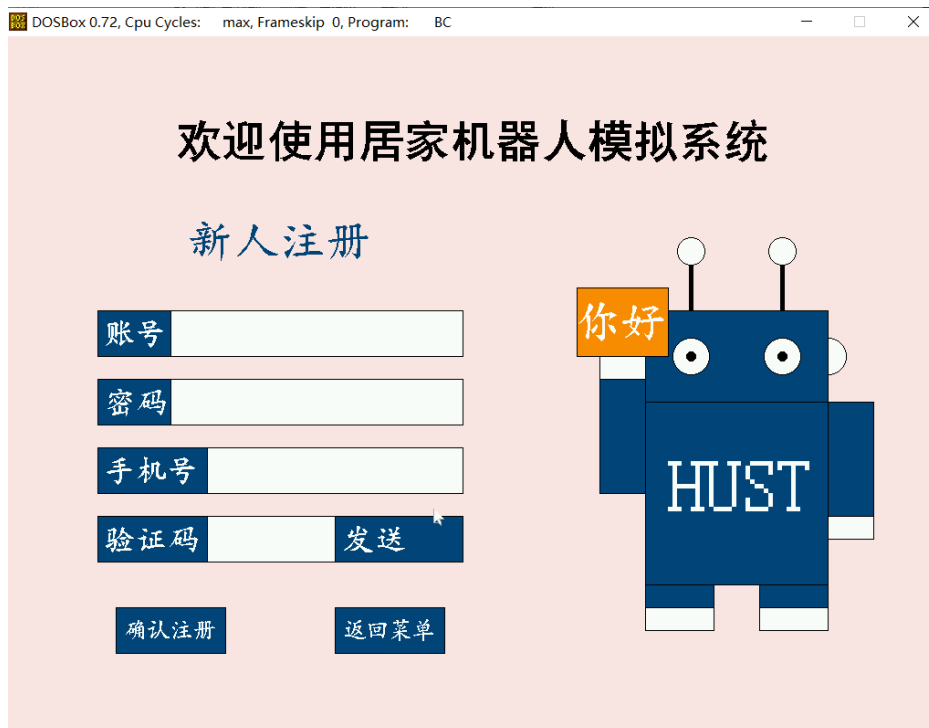 DOSBox 0.72, Cpu Cycles: max, Frameskip 0, Program: BC
欢迎使用居家机器人模拟系统
新人注册
你好
账号
密码
手机号
HUST
验证码 发送
确认注册 返回菜单